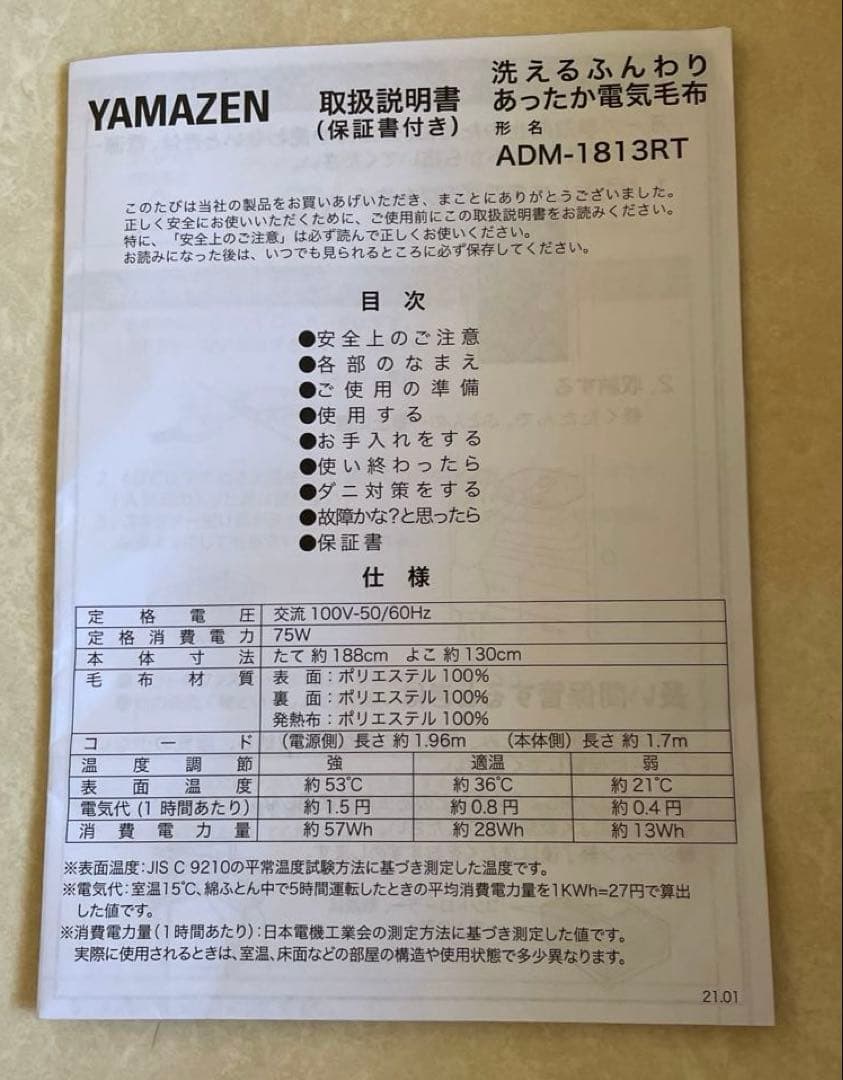 YAMAZEN
取扱説明書
(保証書付き)
洗えるふんわり
あったか電気毛布
形名
ADM-1813RT
このたびは当社の製品をお買いあげいただき、まことにありがとうございました。
正しく安全にお使いいただくために、ご使用前にこの取扱説明書をお読みください。
特に、「安全上のご注意」は必ず読んで正しくお使いください。
お読みになった後は、いつでも見られるところに必ず保存してください。
目次
●安全上のご注意
●各部のなまえ
●ご使用の準備
●使用する
●お手入れをする
●使い終わったら
●ダニ対策をする
●故障かな?と思ったら
●保証書
仕様
定格電圧 交流100V-50/60Hz
定格消費電力 75W
本体寸法 たて 約188cm よこ 約130cm
毛布材質 表 面:ポリエステル100%
裏 面:ポリエステル100%
発熱布:ポリエステル100%
コード (電源側)長さ 約1.96m (本体側)長さ 約1.7m
温度調節 強 適温 弱
表面温度 約53℃ 約36℃ 約21℃
電気代(1時間あたり) 約1.5円 約0.8円 約0.4円
消費電力量 約57Wh 約28Wh 約13Wh
※表面温度:JIS C 9210の平常温度試験方法に基づき測定した温度です。
※電気代:室温15℃、綿ふとん中で5時間運転したときの平均消費電力量を1KWh=27円で算出
した値です。
※消費電力量(1時間あたり):日本電機工業会の測定方法に基づき測定した値です。
実際に使用されるときは、室温、床面などの部屋の構造や使用状態で多少異なります。
21.01